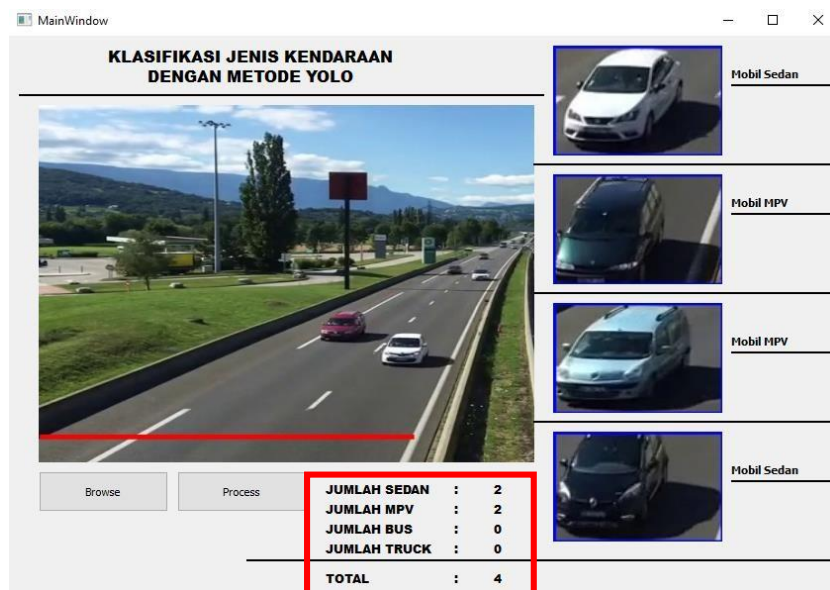 MainWindow
KLASIFIKASI JENIS KENDARAAN
DENGAN METODE YOLO
Mobil Sedan
Mobil MPV
Mobil MPV
Mobil Sedan
Browse
Process
JUMLAH SEDAN : 2
JUMLAH MPV : 2
JUMLAH BUS : 0
JUMLAH TRUCK : 0
TOTAL : 4